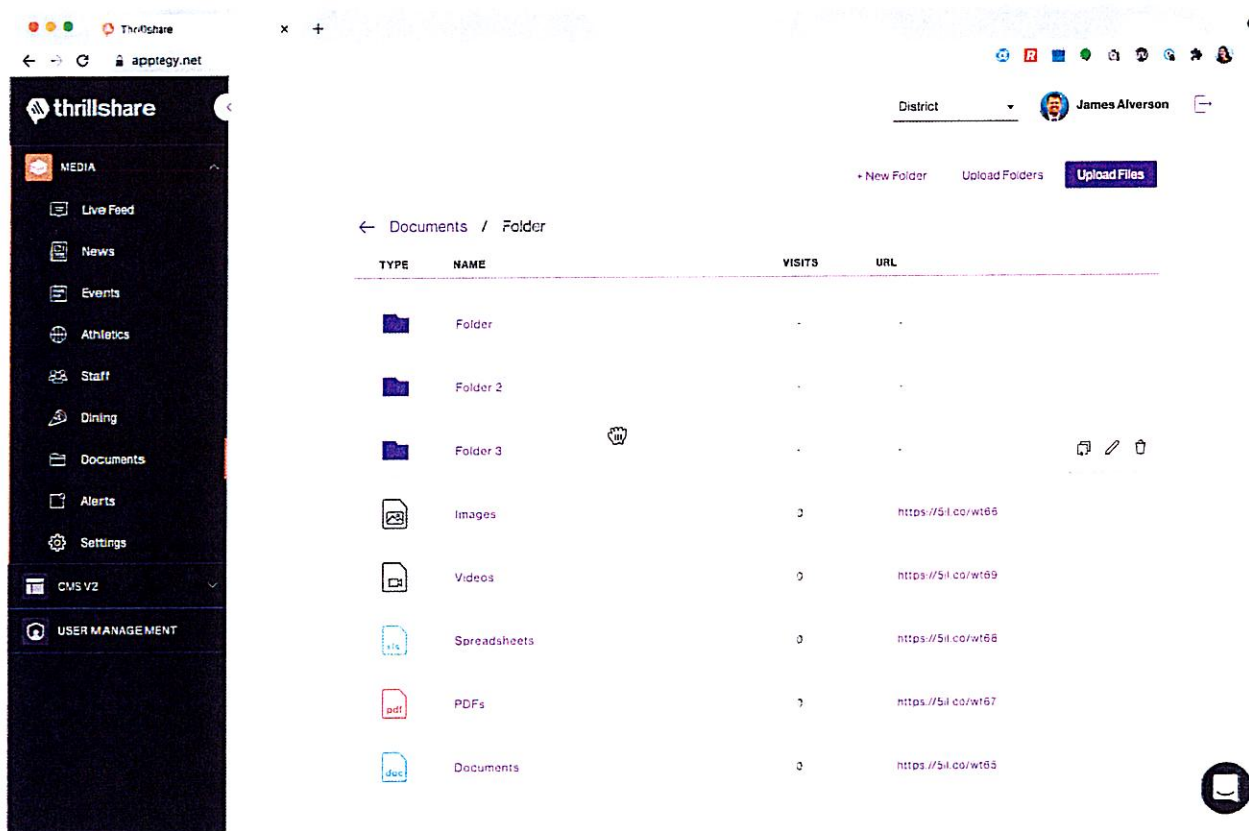 Thrillshare
apptegy.net
thrillshare
District
James Alverson
MEDIA
+ New Folder Upload Folders Upload Files
Live Feed
← Documents / Folder
News
TYPE NAME VISITS URL
Events
Folder - -
Athletics
Staff
Folder 2 - -
Dining
Folder 3 - -
Documents
Alerts
Images 0 https://5il.co/wt66
Settings
Videos 0 https://5il.co/wt69
CMS V2
USER MANAGEMENT
xls Spreadsheets 0 https://5il.co/wt68
pdf PDFs 0 https://5il.co/wt67
doc Documents 0 https://5il.co/wt65